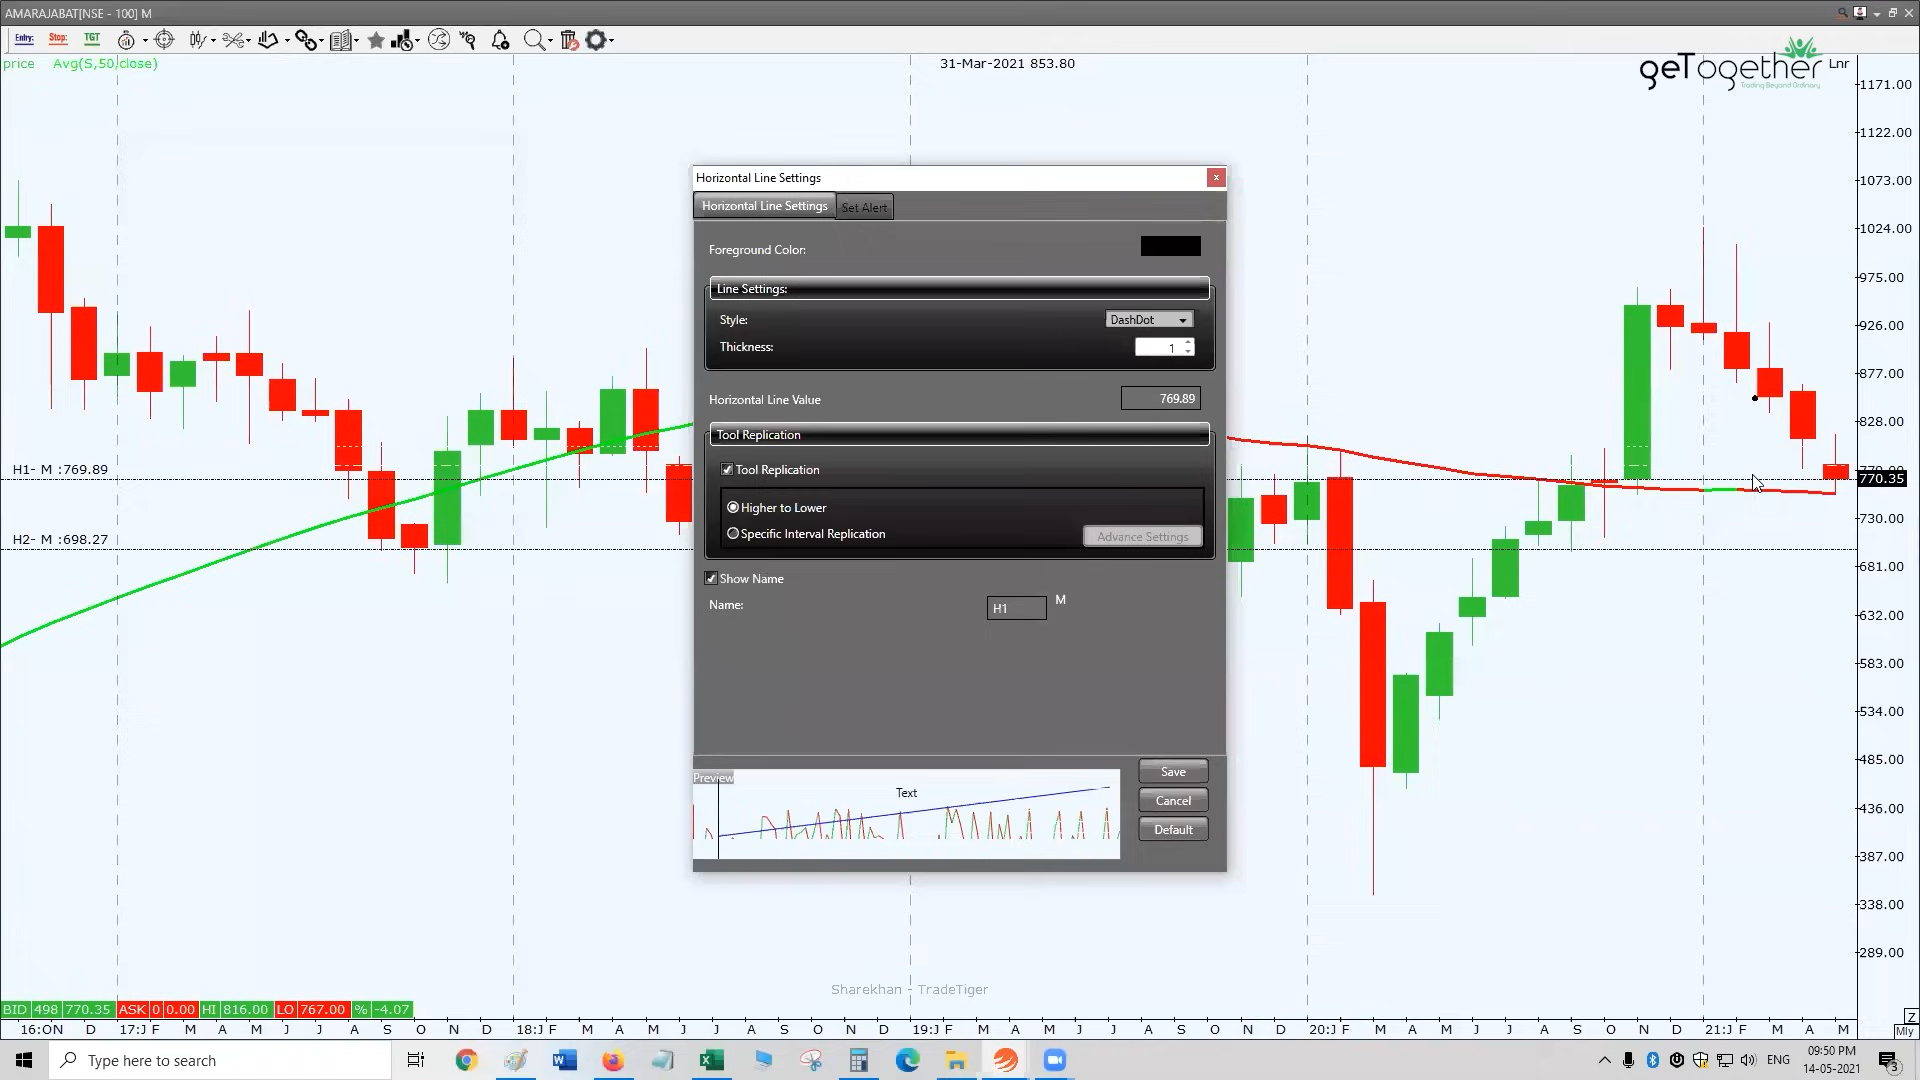 AMARAJABAT[NSE - 100] M
Entry: Stop: TGT
price Avg(S,50,close)
31-Mar-2021 853.80
geTogether
Trading Beyond Ordinary
Lnr
1171.00
1122.00
1073.00
1024.00
975.00
926.00
877.00
828.00
770.35
730.00
681.00
632.00
583.00
534.00
485.00
436.00
387.00
338.00
289.00
H1- M :769.89
H2- M :698.27
Horizontal Line Settings
Horizontal Line Settings Set Alert
Foreground Color:
Line Settings:
Style: DashDot
Thickness: 1
Horizontal Line Value 769.89
Tool Replication
Tool Replication
Higher to Lower
Specific Interval Replication Advance Settings
Show Name
Name: H1 M
Preview
Text
Save
Cancel
Default
Sharekhan - TradeTiger
BID 498 770.35 ASK 0 0.00 HI 816.00 LO 767.00 % -4.07
Z
16:ON D 17:J F M A M J J A S O N D 18:J F M A M J J A S O N D 19:J F M A M J J A S O N D 20:J F M A M J J A S O N D 21:J F M A M
Mly
Type here to search
ENG
09:50 PM
14-05-2021
3